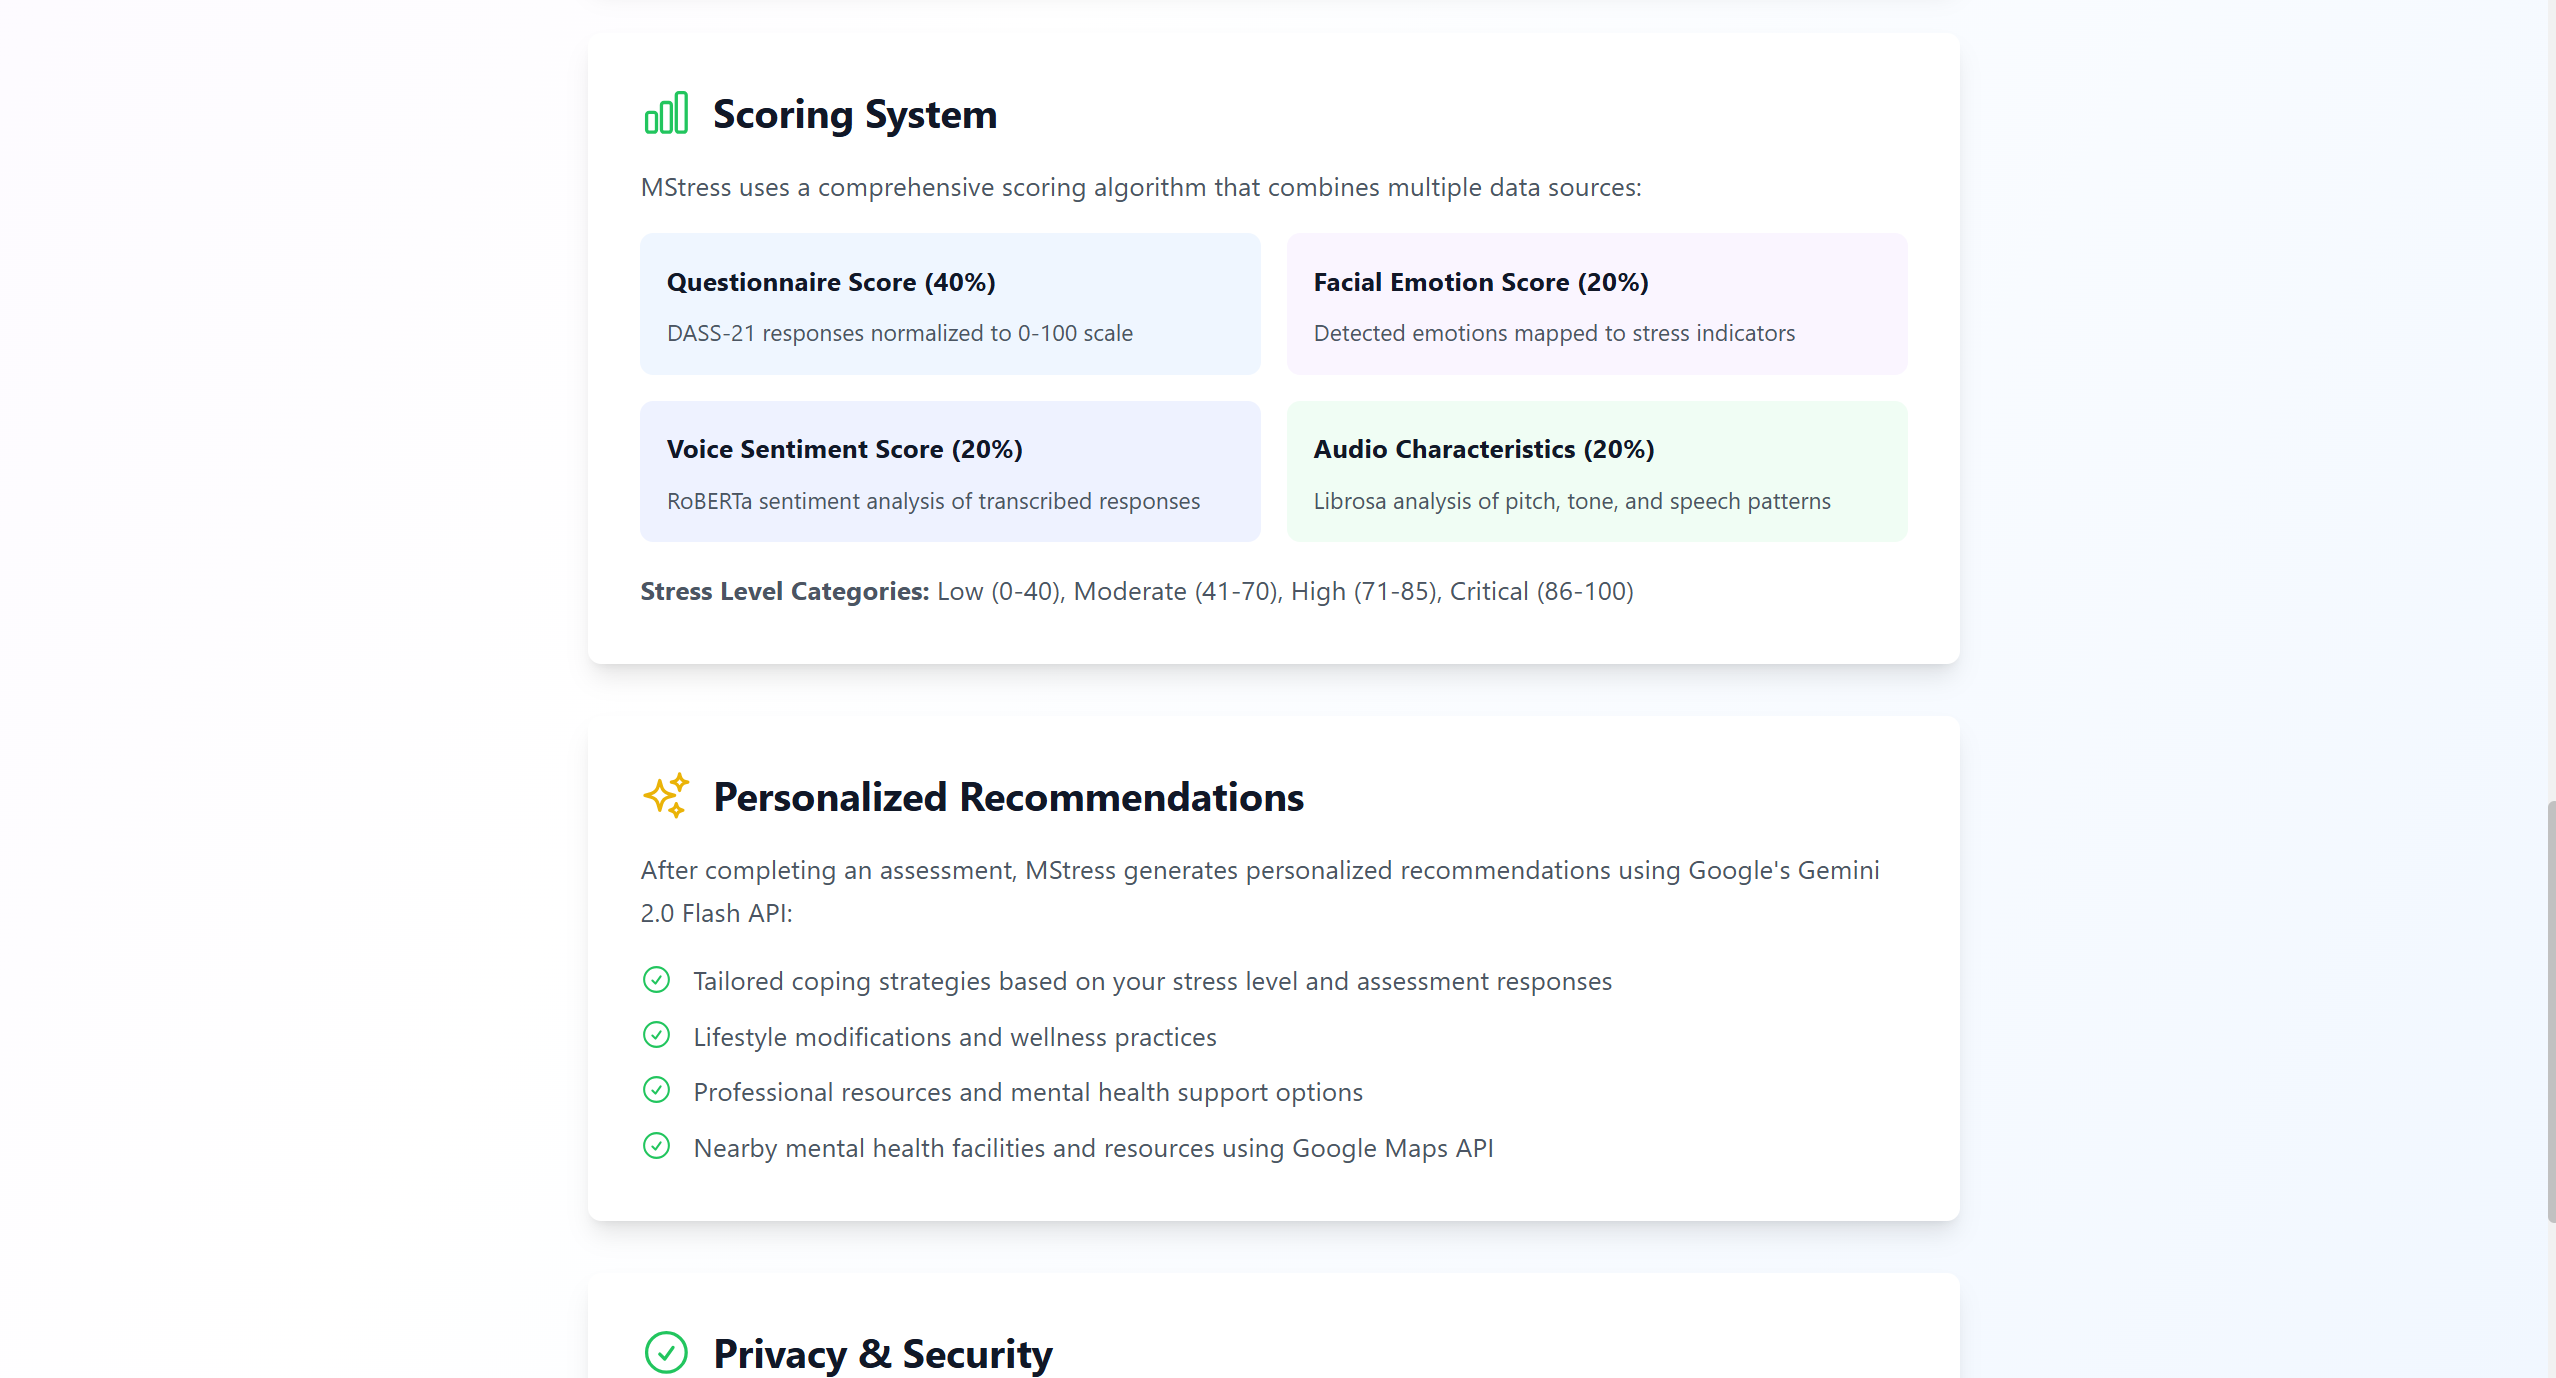 Scoring System
MStress uses a comprehensive scoring algorithm that combines multiple data sources:
Questionnaire Score (40%)
DASS-21 responses normalized to 0-100 scale
Facial Emotion Score (20%)
Detected emotions mapped to stress indicators
Voice Sentiment Score (20%)
RoBERTa sentiment analysis of transcribed responses
Audio Characteristics (20%)
Librosa analysis of pitch, tone, and speech patterns
Stress Level Categories: Low (0-40), Moderate (41-70), High (71-85), Critical (86-100)
Personalized Recommendations
After completing an assessment, MStress generates personalized recommendations using Google's Gemini
2.0 Flash API:
Tailored coping strategies based on your stress level and assessment responses
Lifestyle modifications and wellness practices
Professional resources and mental health support options
Nearby mental health facilities and resources using Google Maps API
Privacy & Security